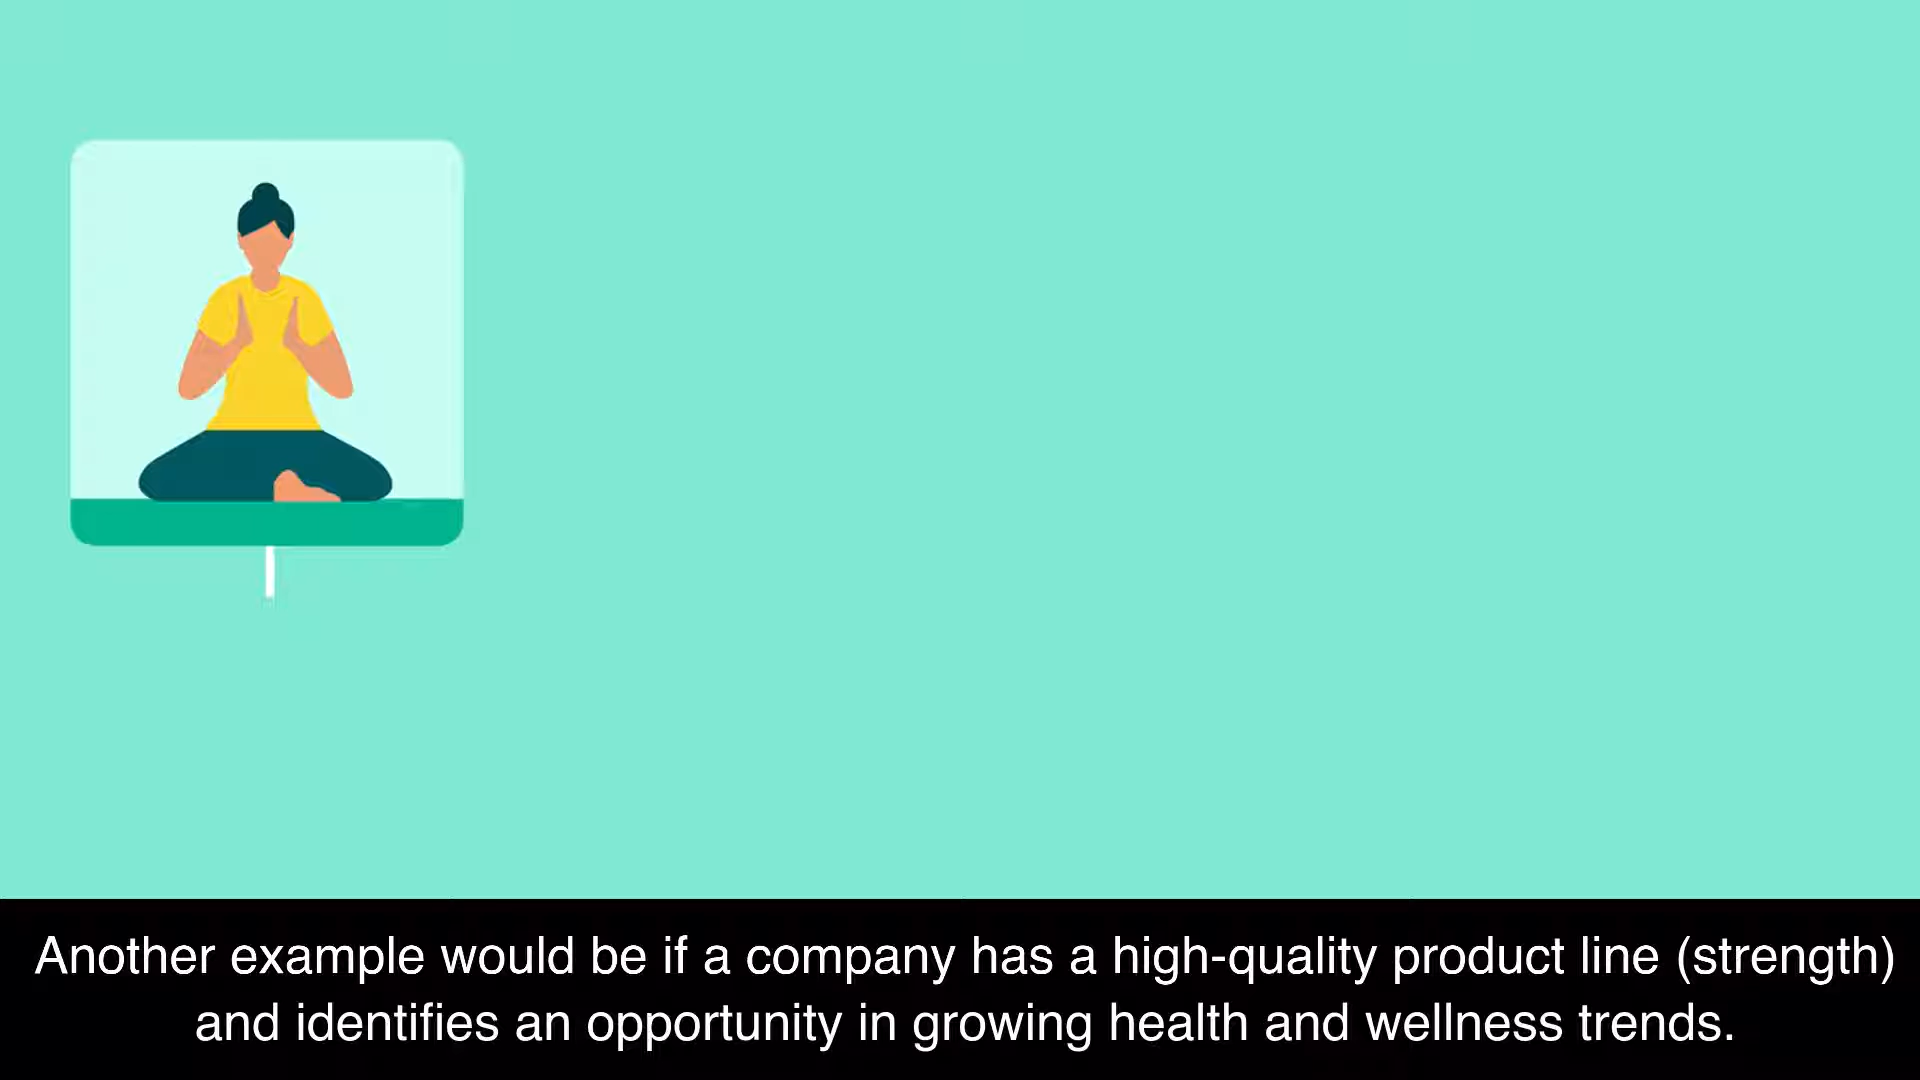 Another example would be if a company has a high-quality product line (strength)
and identifies an opportunity in growing health and wellness trends.